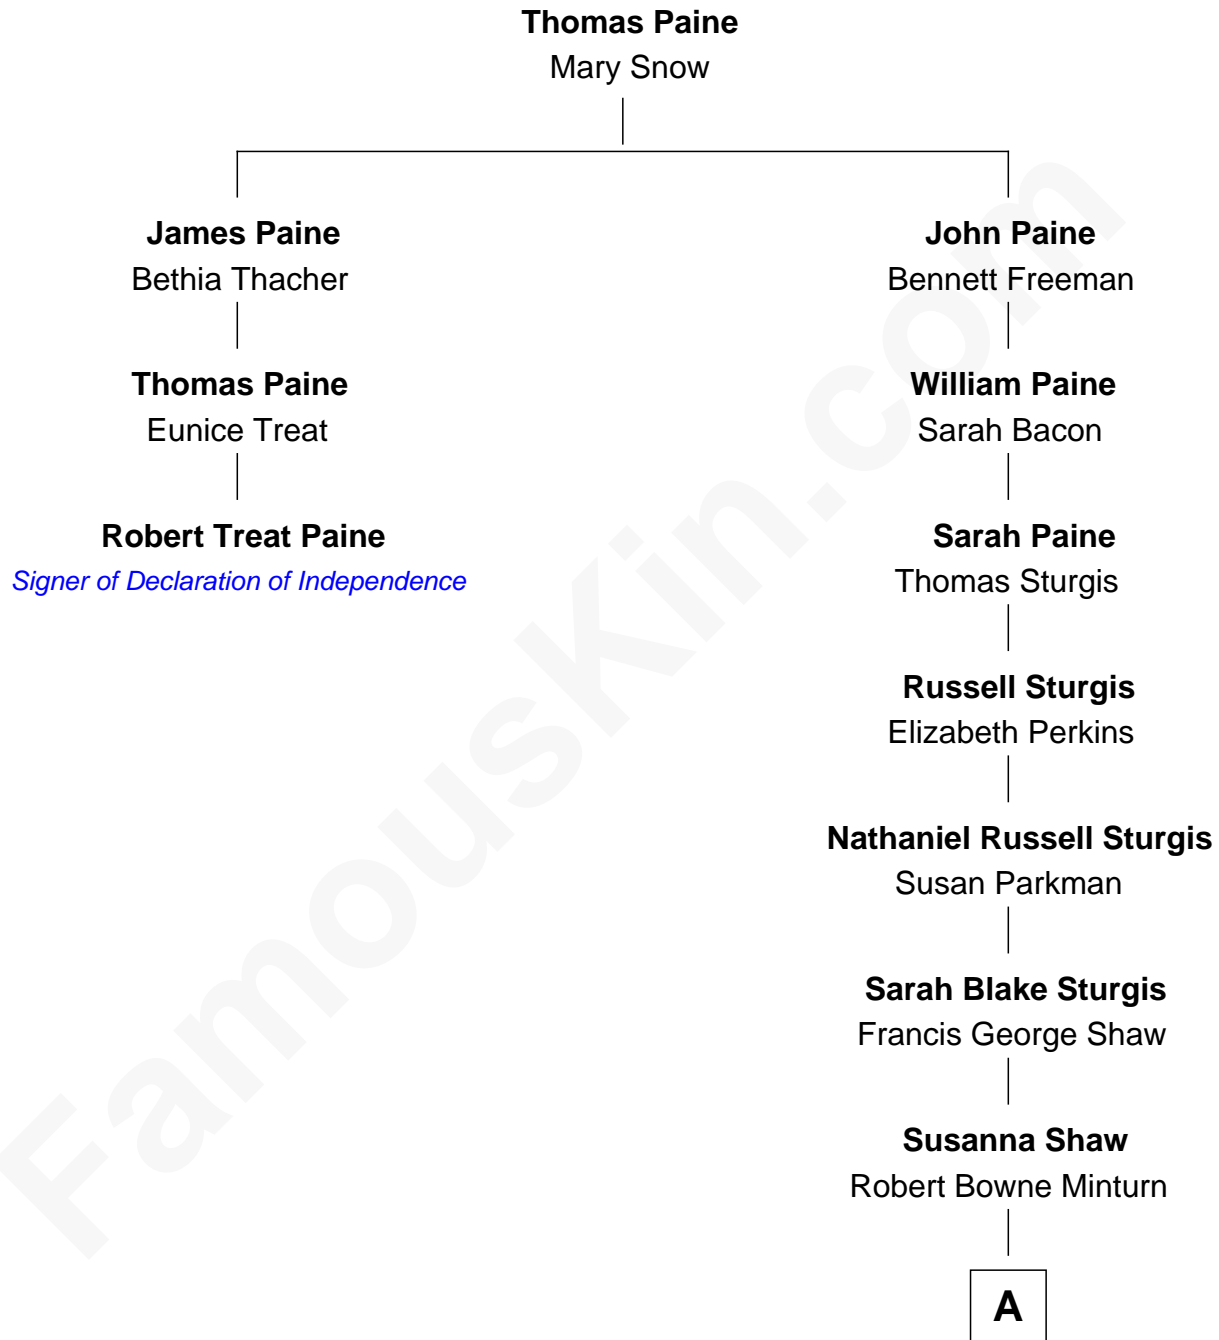 Thomas Paine
Mary Snow
James Paine
Bethia Thacher
Thomas Paine
Eunice Treat
Robert Treat Paine
Signer of Declaration of Independence
John Paine
Bennett Freeman
William Paine
Sarah Bacon
Sarah Paine
Thomas Sturgis
Russell Sturgis
Elizabeth Perkins
Nathaniel Russell Sturgis
Susan Parkman
Sarah Blake Sturgis
Francis George Shaw
Susanna Shaw
Robert Bowne Minturn
A
FamousKin.com